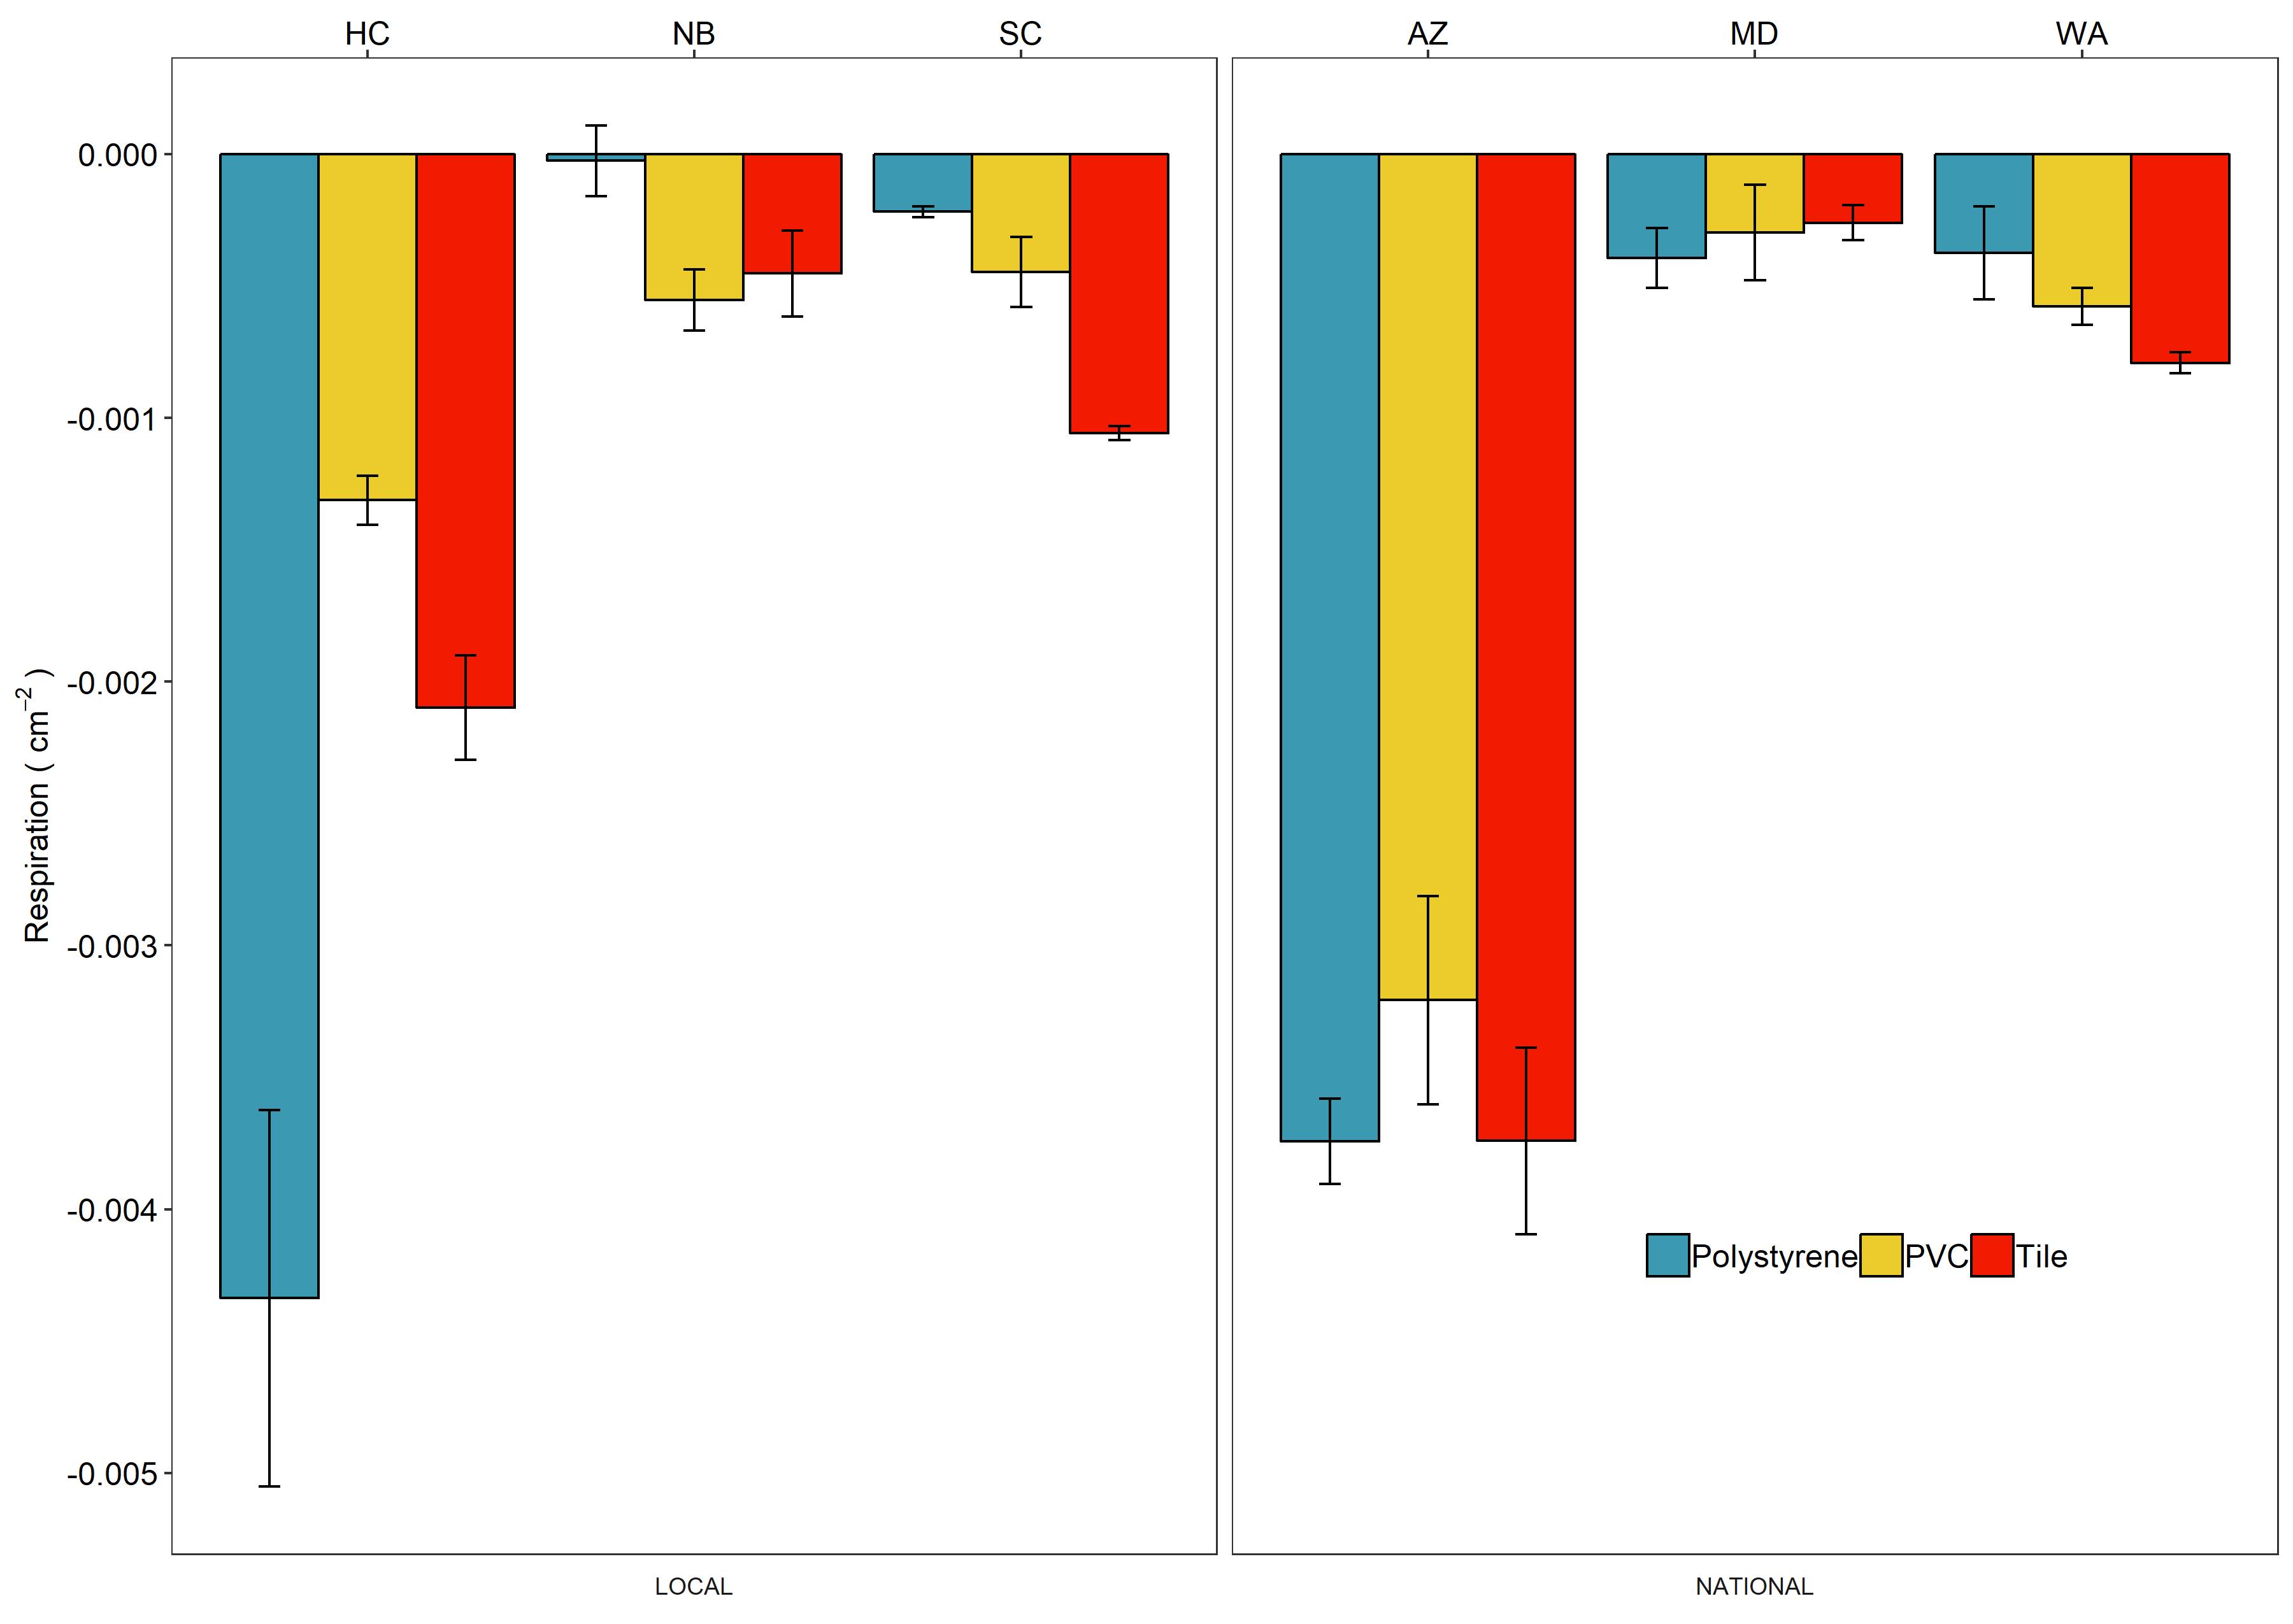 HC NB SC AZ MD WA
0.000
-0.001
-0.002
-0.003
-0.004
-0.005
Respiration ( cm⁻² )
Polystyrene PVC Tile
LOCAL NATIONAL